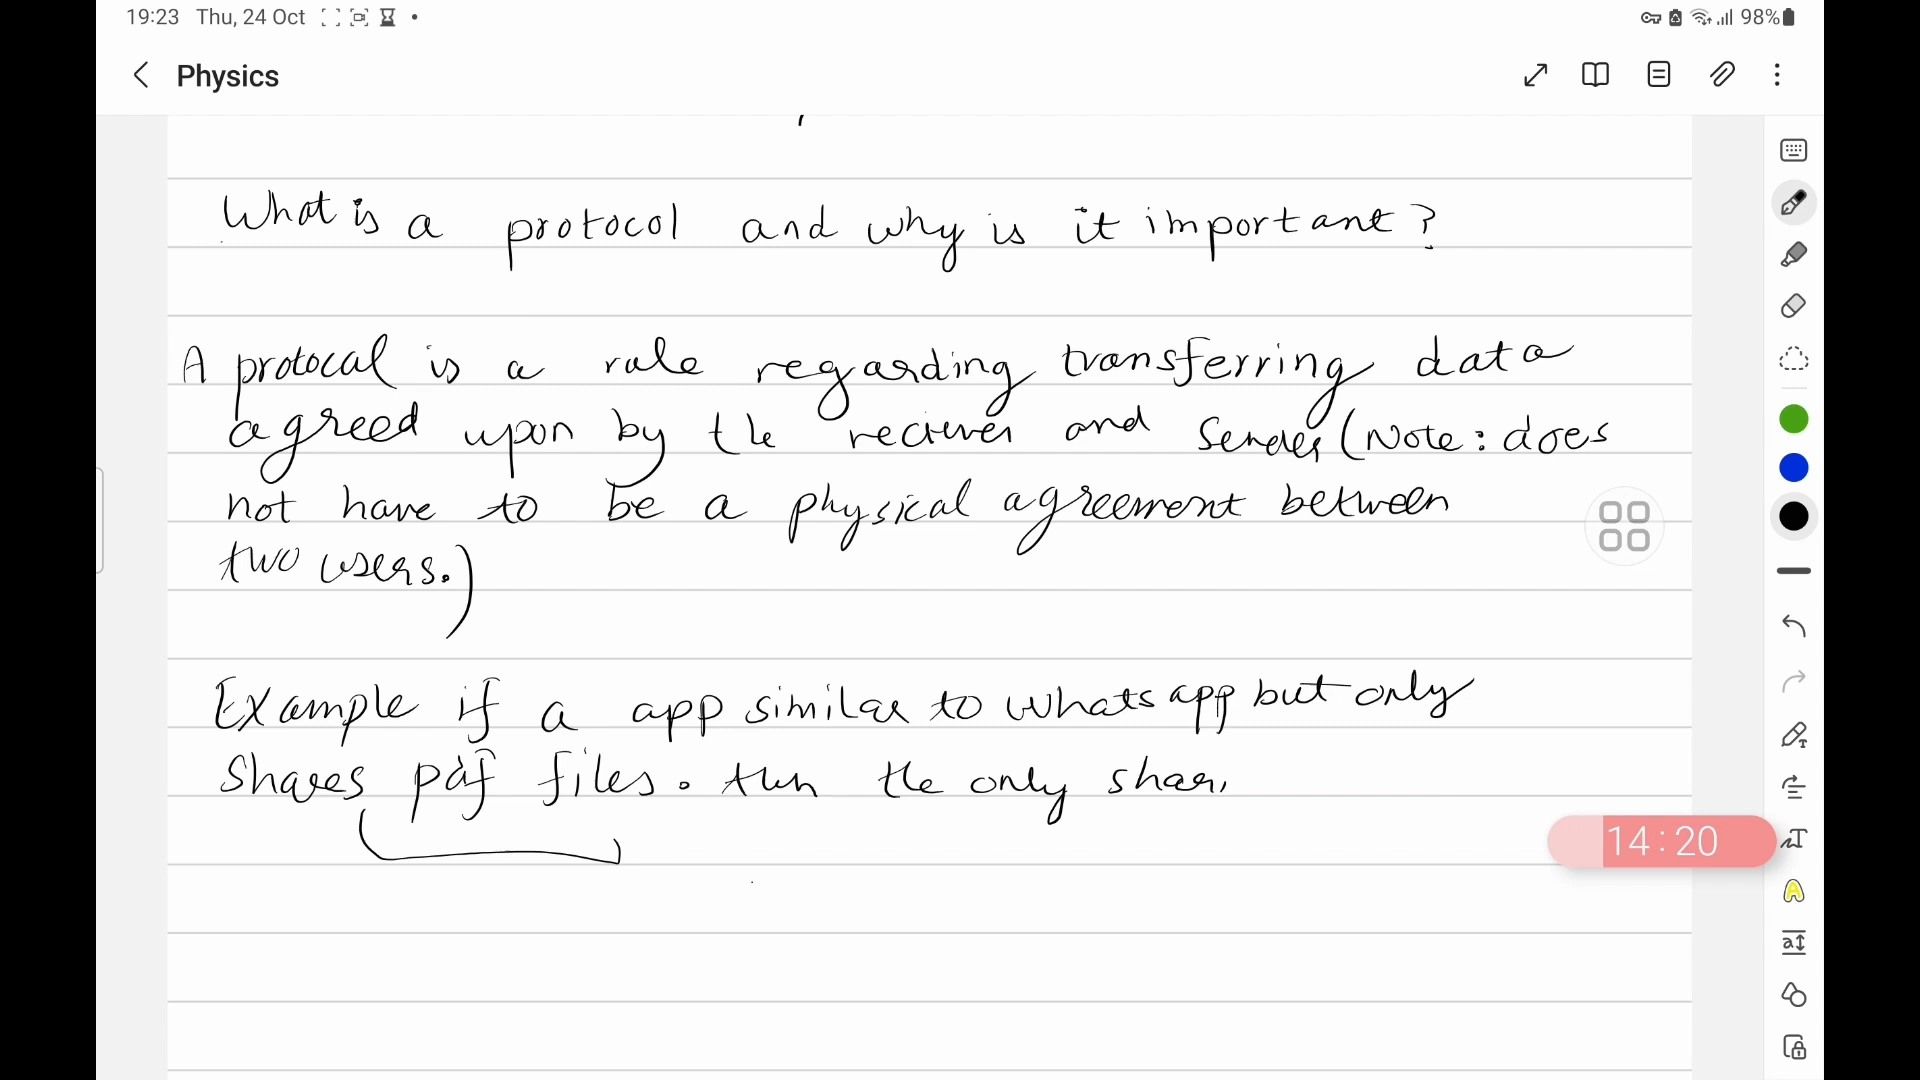 19:23 Thu, 24 Oct 98%
Physics
What is a protocol and why is it important?
A protocal is a rule regarding transferring data
agreed upon by the reciever and sender (Note: does
not have to be a physical agreement between
two users.)
Example if a app similar to whatsapp but only
shares pdf files. then the only shar
14:20